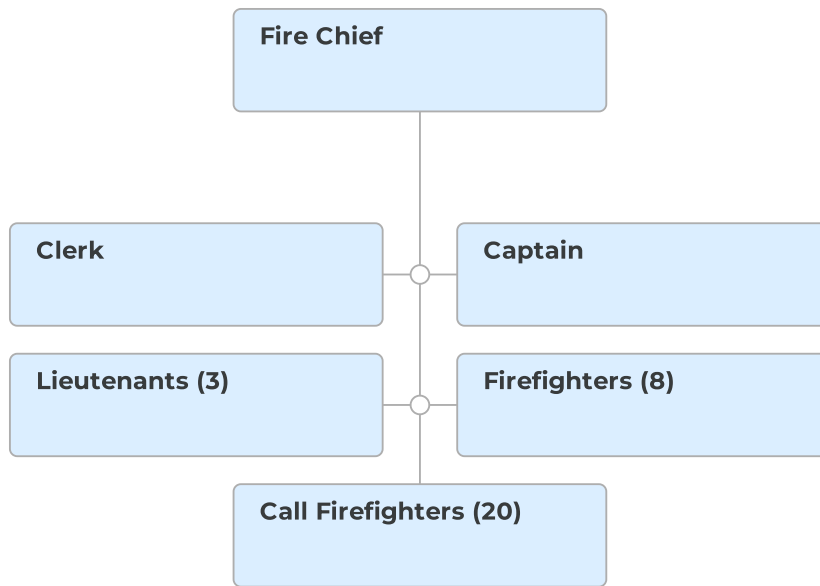 Fire Chief
Clerk
Captain
Lieutenants (3)
Firefighters (8)
Call Firefighters (20)